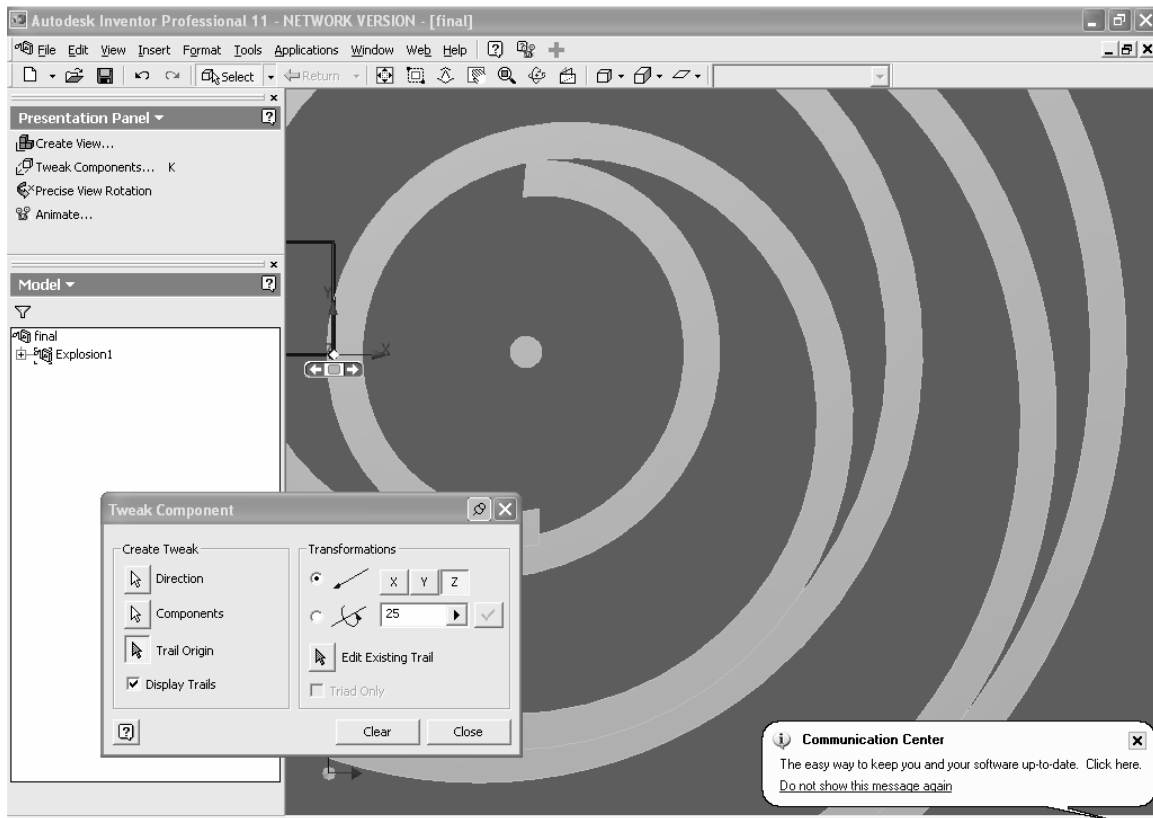 Autodesk Inventor Professional 11 - NETWORK VERSION - [final]
File Edit View Insert Format Tools Applications Window Web Help
Select Return
Presentation Panel
Create View...
Tweak Components... K
Precise View Rotation
Animate...
Model
final
Explosion1
Y
X
Tweak Component
Create Tweak
Direction
Components
Trail Origin
Display Trails
Transformations
X Y Z
25
Edit Existing Trail
Triad Only
Clear Close
Communication Center
The easy way to keep you and your software up-to-date. Click here.
Do not show this message again